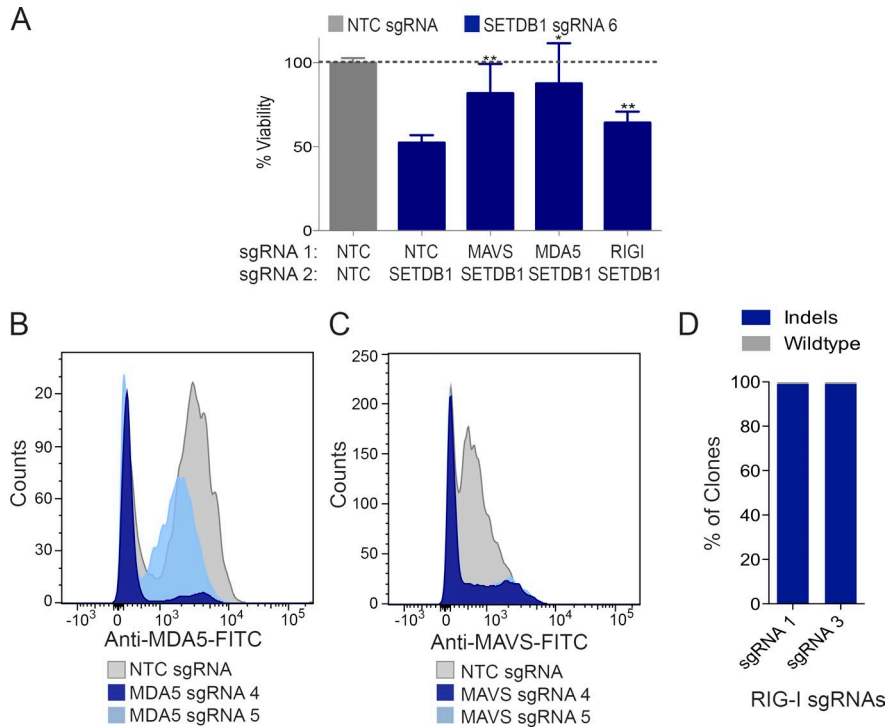 A
NTC sgRNA SETDB1 sgRNA 6
% Viability
100
50
0
** * **
sgRNA 1: NTC NTC MAVS MDA5 RIGI
sgRNA 2: NTC SETDB1 SETDB1 SETDB1 SETDB1
B
Counts
20
90
60
30
0
-10³ 0 10³ 10⁴ 10⁵
Anti-MDA5-FITC
NTC sgRNA
MDA5 sgRNA 4
MDA5 sgRNA 5
C
Counts
250
200
150
100
50
0
-10³ 0 10³ 10⁴ 10⁵
Anti-MAVS-FITC
NTC sgRNA
MAVS sgRNA 4
MAVS sgRNA 5
D
Indels
Wildtype
% of Clones
100
80
60
40
20
0
sgRNA 1 sgRNA 3
RIG-I sgRNAs